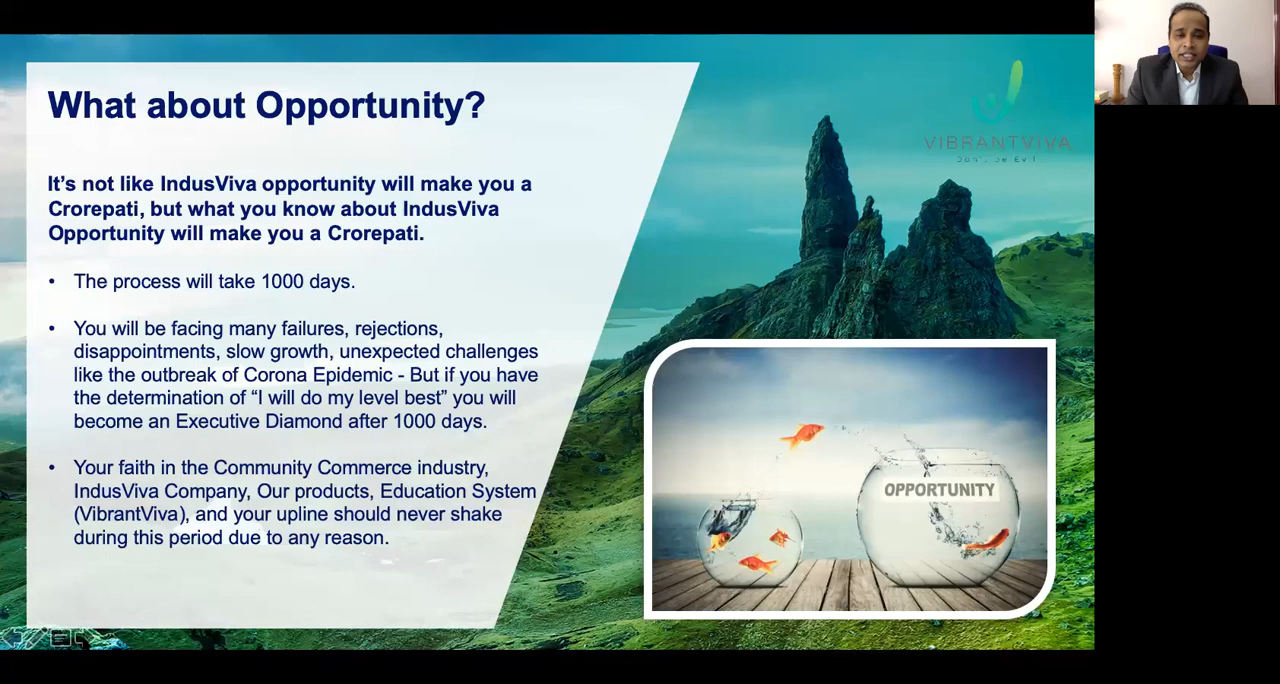 What about Opportunity?
It’s not like IndusViva opportunity will make you a
Crorepati, but what you know about IndusViva
Opportunity will make you a Crorepati.
• The process will take 1000 days.
• You will be facing many failures, rejections,
disappointments, slow growth, unexpected challenges
like the outbreak of Corona Epidemic - But if you have
the determination of “I will do my level best” you will
become an Executive Diamond after 1000 days.
• Your faith in the Community Commerce industry,
IndusViva Company, Our products, Education System
(VibrantViva), and your upline should never shake
during this period due to any reason.
VIBRANTVIVA
Don't be Evil
OPPORTUNITY